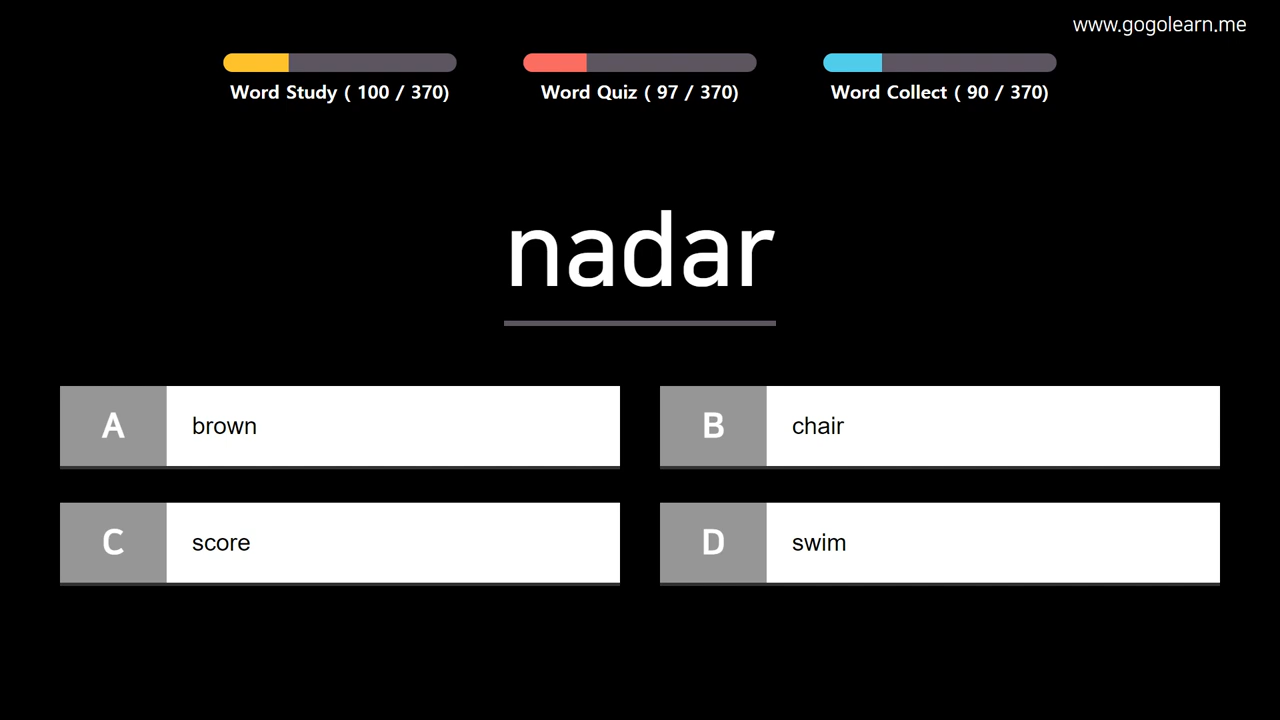 www.gogolearn.me
Word Study ( 100 / 370)
Word Quiz ( 97 / 370)
Word Collect ( 90 / 370)
nadar
A brown
B chair
C score
D swim